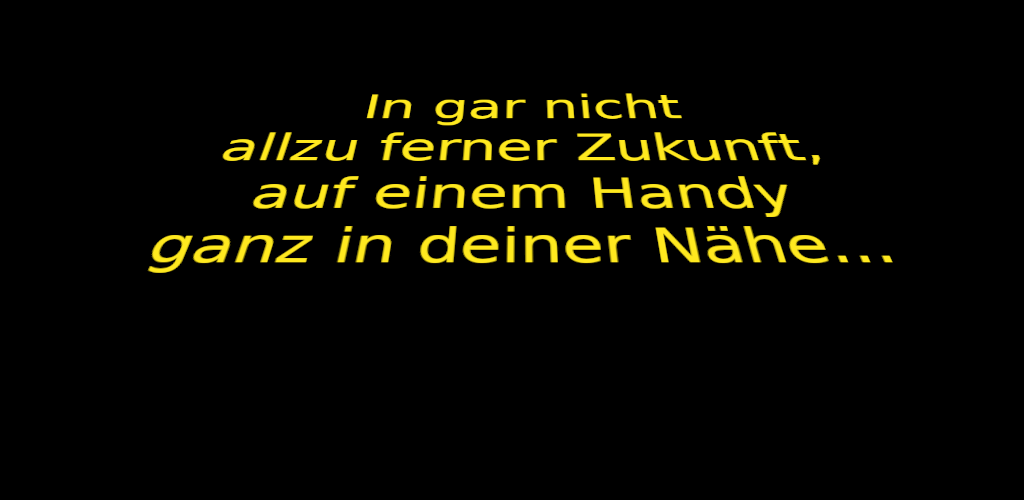 In gar nicht
allzu ferner Zukunft,
auf einem Handy
ganz in deiner Nähe...